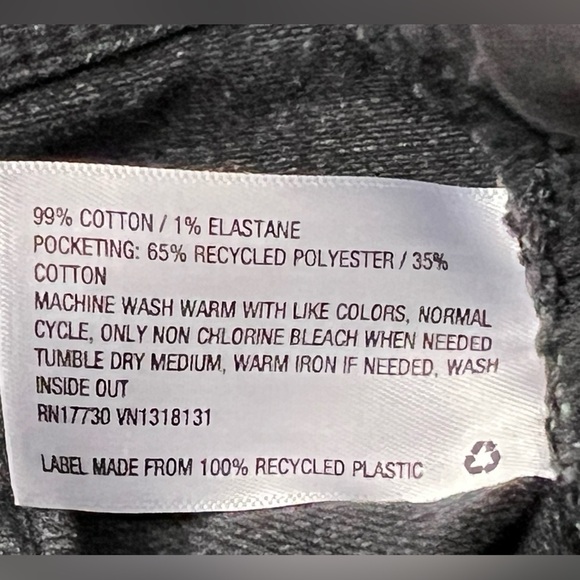 99% COTTON / 1% ELASTANE
POCKETING: 65% RECYCLED POLYESTER / 35%
COTTON
MACHINE WASH WARM WITH LIKE COLORS, NORMAL
CYCLE, ONLY NON CHLORINE BLEACH WHEN NEEDED
TUMBLE DRY MEDIUM, WARM IRON IF NEEDED, WASH
INSIDE OUT
RN17730 VN1318131
LABEL MADE FROM 100% RECYCLED PLASTIC